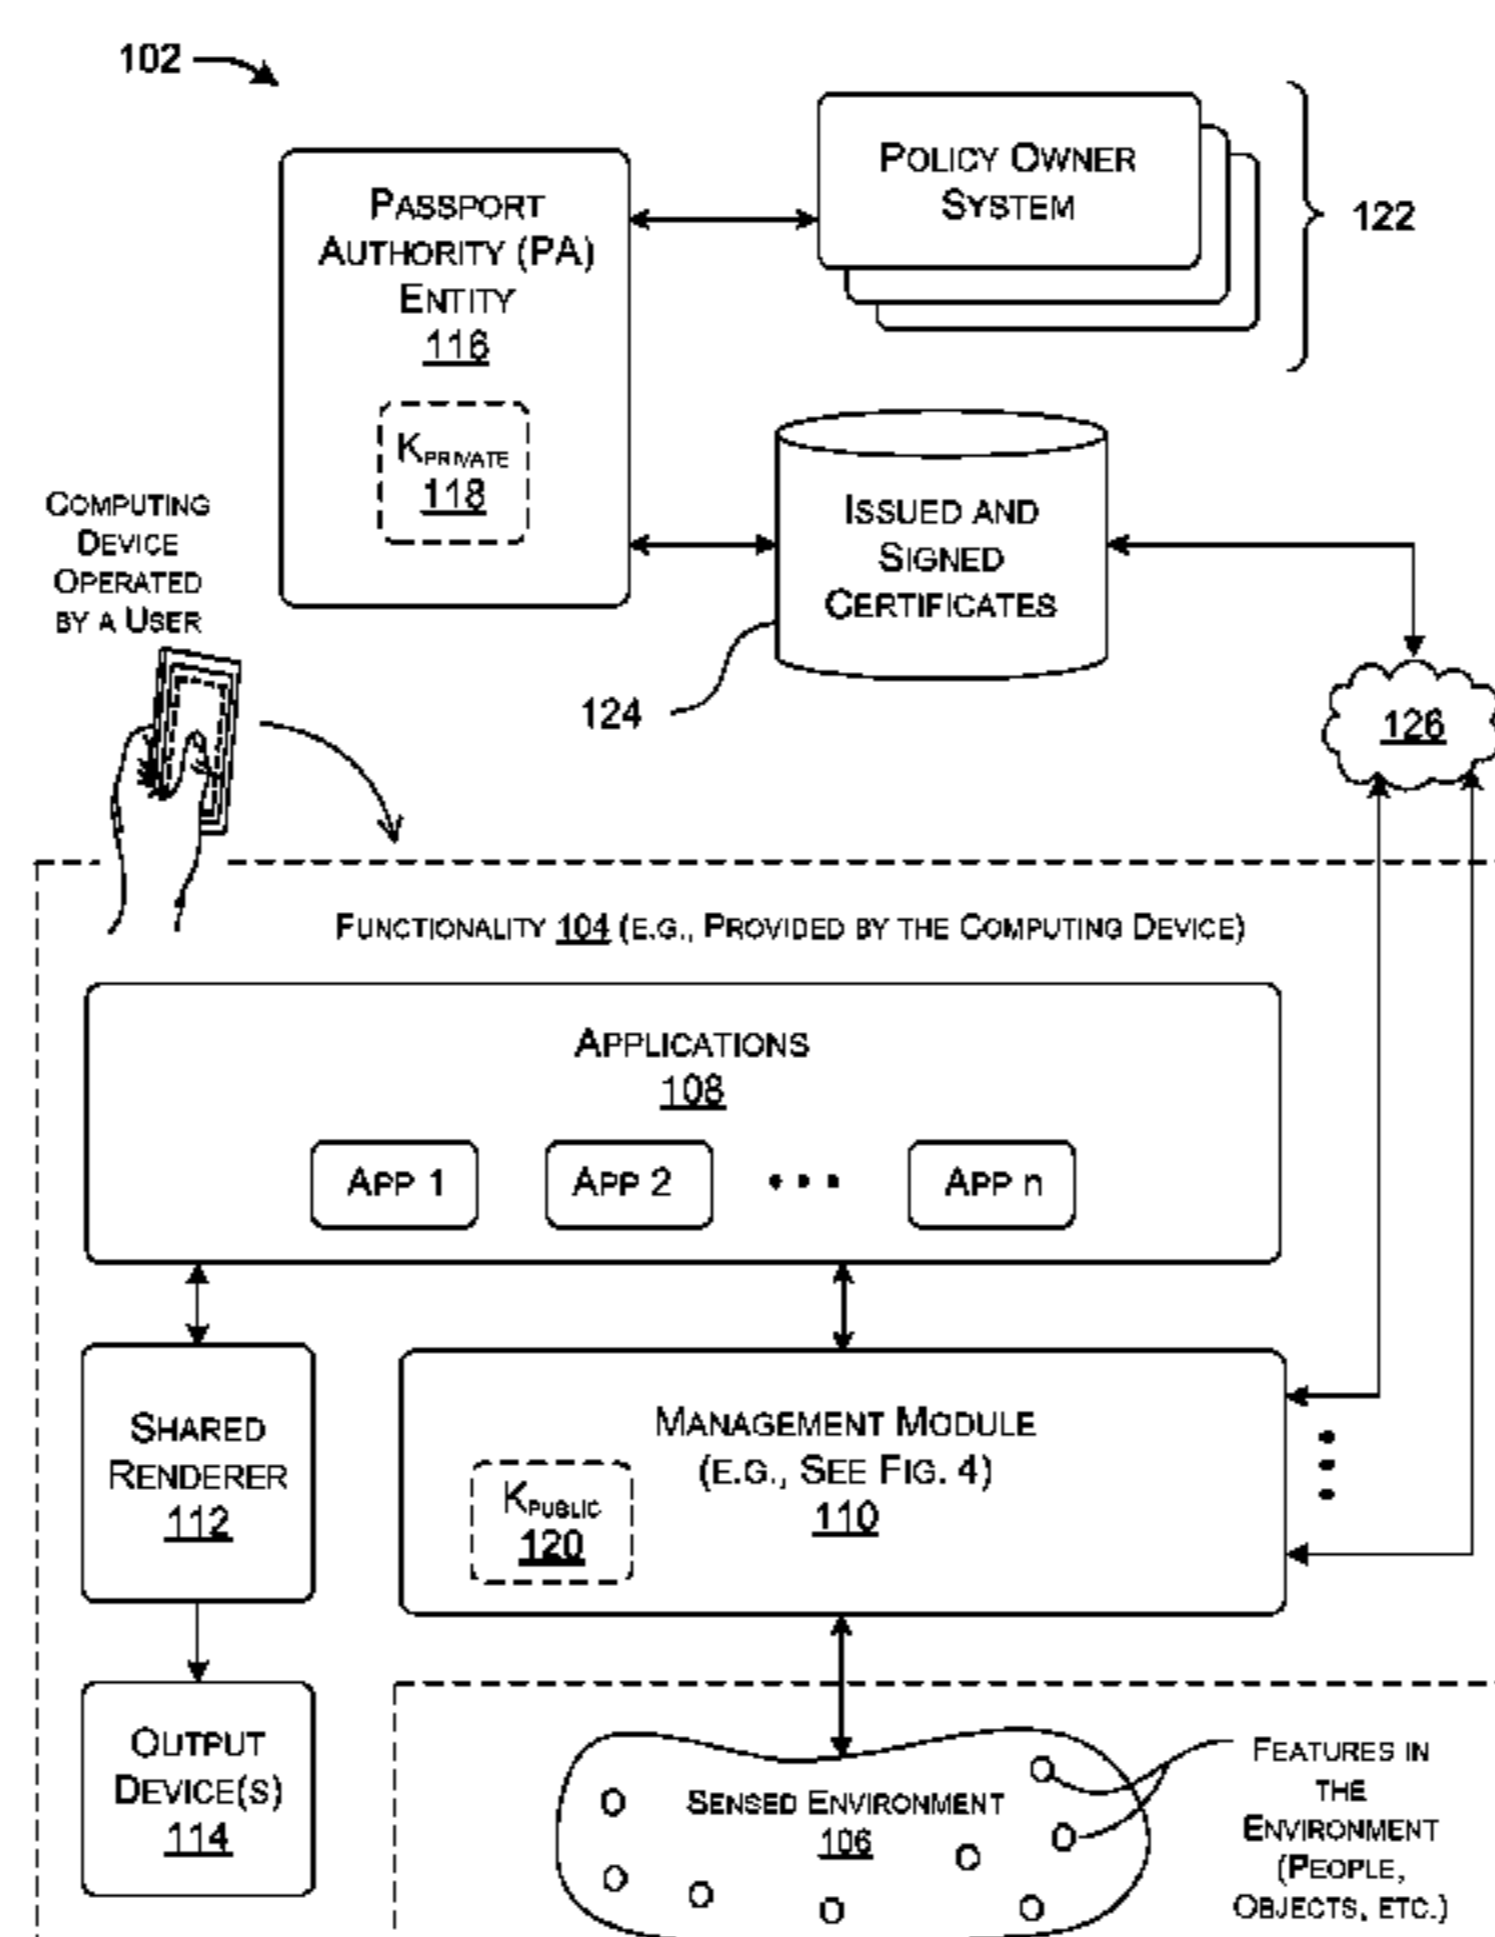 102
POLICY OWNER
SYSTEM
122
PASSPORT
AUTHORITY (PA)
ENTITY
116
KPRIVATE
118
COMPUTING
DEVICE
OPERATED
BY A USER
ISSUED AND
SIGNED
CERTIFICATES
124
126
FUNCTIONALITY 104 (E.G., PROVIDED BY THE COMPUTING DEVICE)
APPLICATIONS
108
APP 1
APP 2
• • •
APP n
SHARED
RENDERER
112
MANAGEMENT MODULE
(E.G., SEE FIG. 4)
110
KPUBLIC
120
OUTPUT
DEVICE(S)
114
SENSED ENVIRONMENT
106
FEATURES IN
THE
ENVIRONMENT
(PEOPLE,
OBJECTS, ETC.)